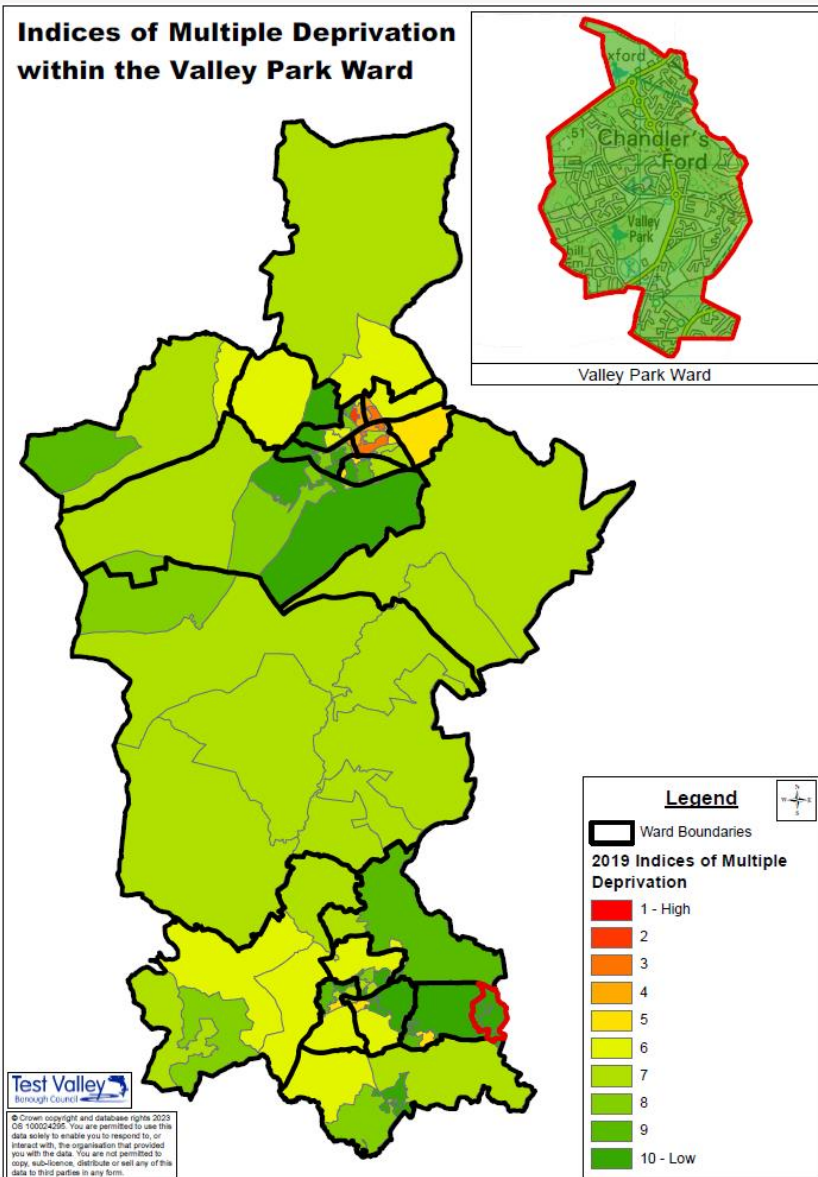 Indices of Multiple Deprivation
within the Valley Park Ward
xford
51
Chandler's
Ford
Valley
Park
hill
m
Valley Park Ward
Legend
N
W
E
S
Ward Boundaries
2019 Indices of Multiple
Deprivation
1 - High
2
3
4
5
6
7
8
9
10 - Low
Test Valley
Borough Council
© Crown copyright and database rights 2023
OS 100024295. You are permitted to use this
data solely to enable you to respond to, or
interact with, the organisation that provided
you with the data. You are not permitted to
copy, sub-licence, distribute or sell any of this
data to third parties in any form.